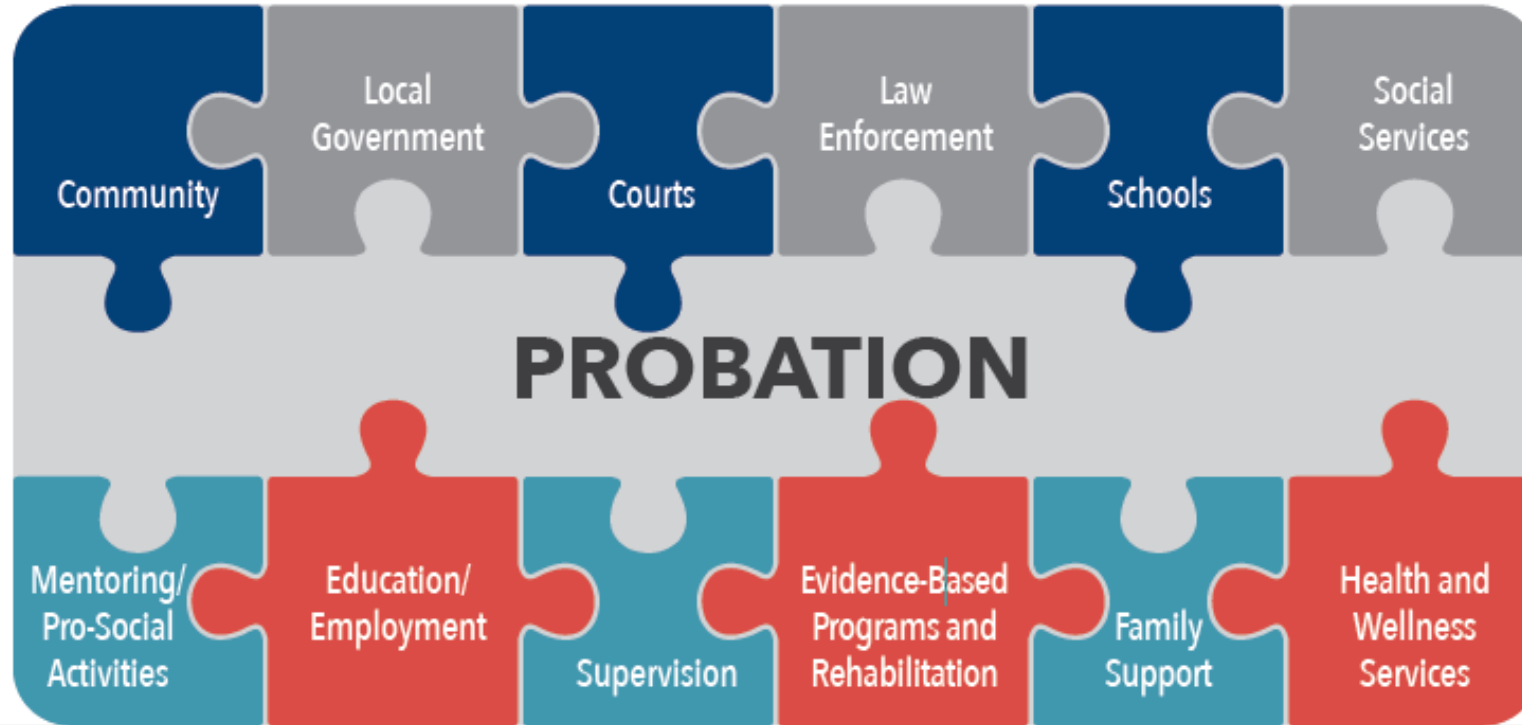 Local
Government
Law
Enforcement
Social
Services
Community
Courts
Schools
PROBATION
Mentoring/
Pro-Social
Activities
Education/
Employment
Supervision
Evidence-Based
Programs and
Rehabilitation
Family
Support
Health and
Wellness
Services